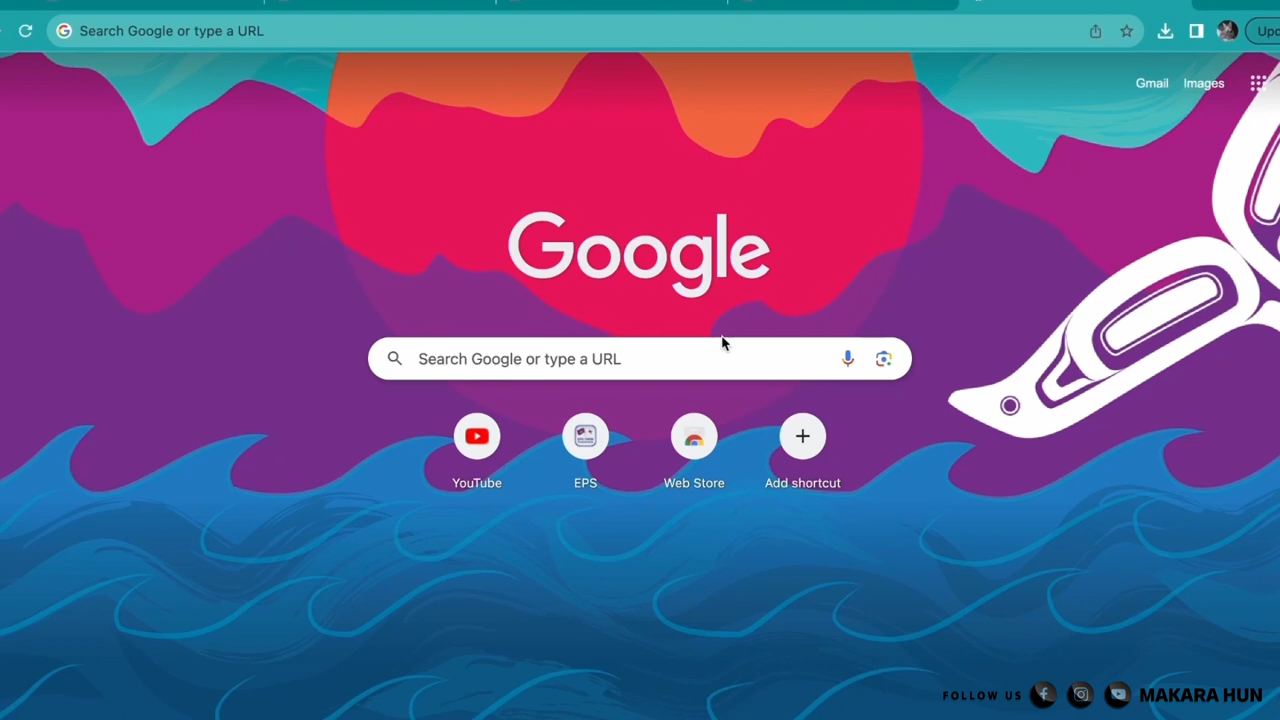 Search Google or type a URL
Upd
Gmail Images
Google
Search Google or type a URL
YouTube EPS Web Store Add shortcut
FOLLOW US MAKARA HUN